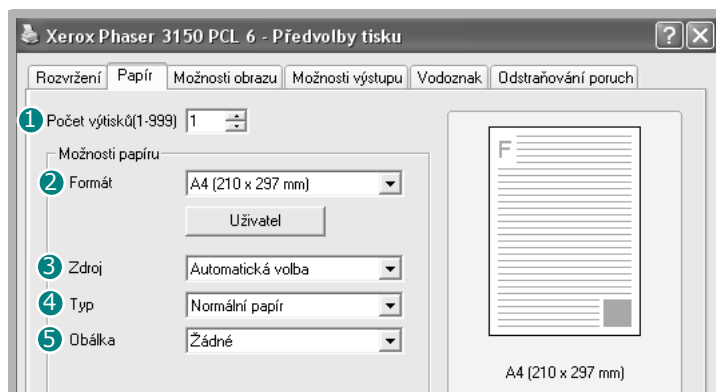 Xerox Phaser 3150 PCL 6 - Předvolby tisku
Rozvržení Papír Možnosti obrazu Možnosti výstupu Vodoznak Odstraňování poruch
1 Počet výtisků(1-999) 1
Možnosti papíru
F
2 Formát A4 (210 x 297 mm)
Uživatel
3 Zdroj Automatická volba
4 Typ Normální papír
5 Obálka Žádné
A4 (210 x 297 mm)